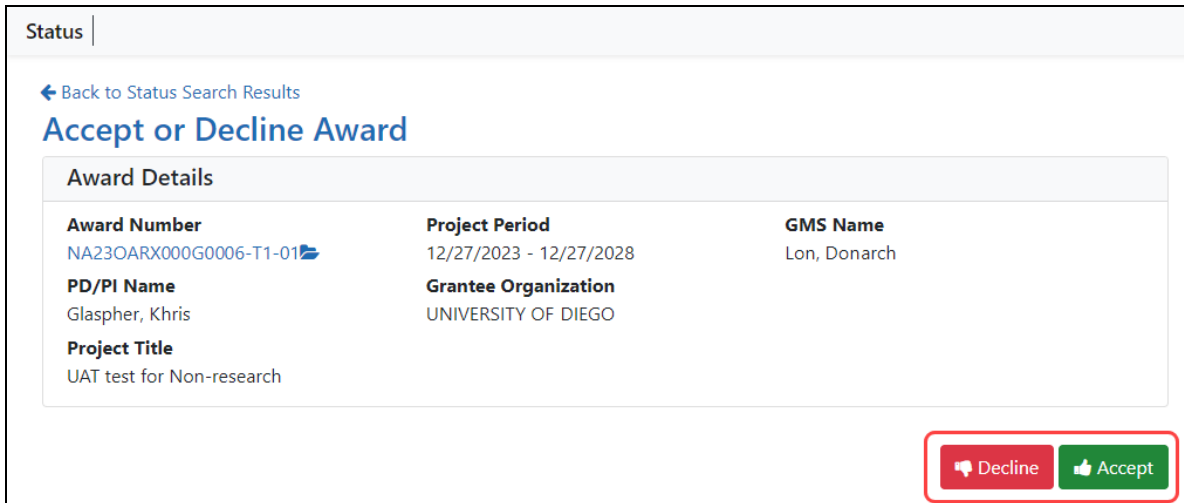 Status
Back to Status Search Results
Accept or Decline Award
Award Details
Award Number
NA23OARX000G0006-T1-01
Project Period
12/27/2023 - 12/27/2028
GMS Name
Lon, Donarch
PD/PI Name
Glaspher, Khris
Grantee Organization
UNIVERSITY OF DIEGO
Project Title
UAT test for Non-research
Decline
Accept